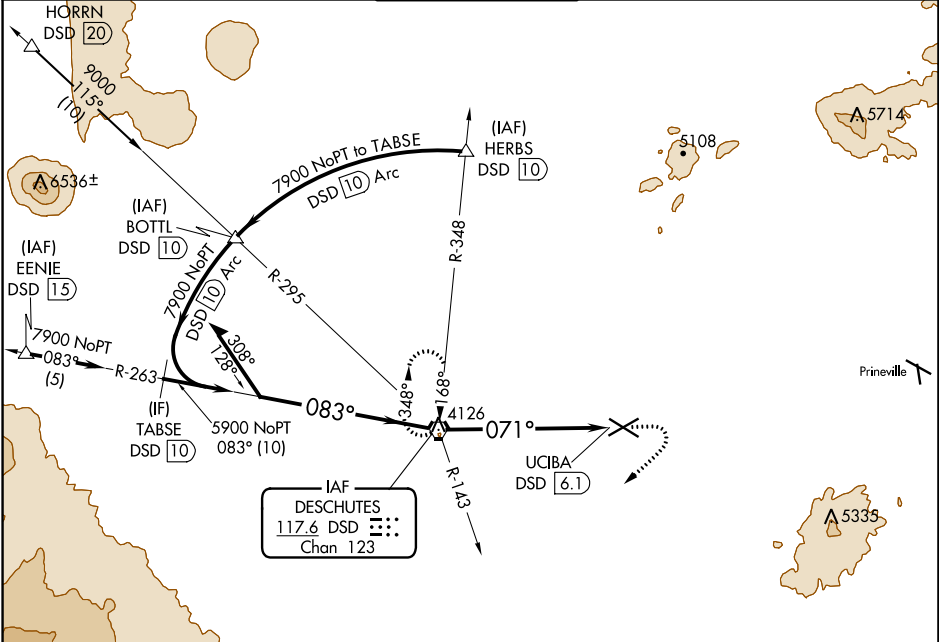 HORRN
DSD 20
9000
115°
(10)
6536±
(IAF)
BOTTL
DSD 10
(IAF)
EENIE
DSD 15
7900 NoPT
083°
(5)
R-263
(IF)
TABSE
DSD 10
7900 NoPT to TABSE
DSD 10 Arc
7900 NoPT
DSD 10 Arc
(IAF)
HERBS
DSD 10
R-348
R-295
308°
128°
5900 NoPT
083° (10)
083°
348°
168°
4126
071°
UCIBA
DSD 6.1
R-143
IAF
DESCHUTES
117.6 DSD
Chan 123
5108
5714
Prineville
5335